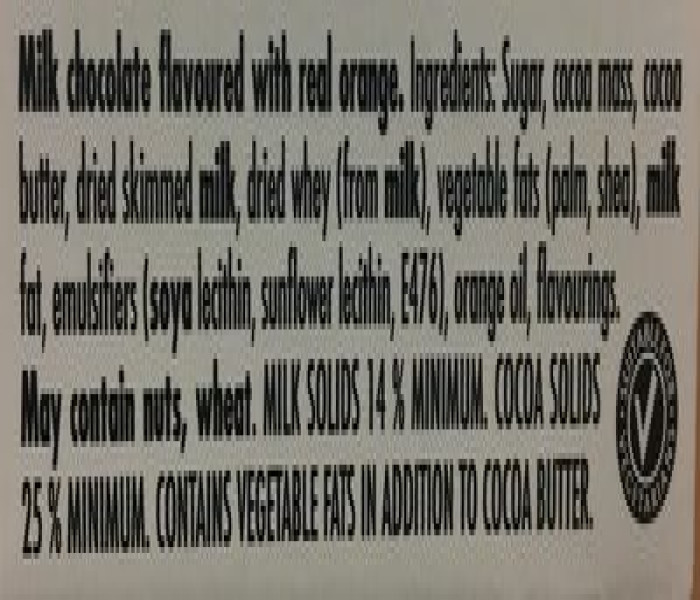 Milk chocolate flavoured with real orange. Ingredients: Sugar, cocoa mass, cocoa
butter, dried skimmed milk, dried whey (from milk), vegetable fats (palm, shea), milk
fat, emulsifiers (soya lecithin, sunflower lecithin, E476), orange oil, flavourings.
May contain nuts, wheat. MILK SOLIDS 14 % MINIMUM. COCOA SOLIDS
25 % MINIMUM. CONTAINS VEGETABLE FATS IN ADDITION TO COCOA BUTTER.